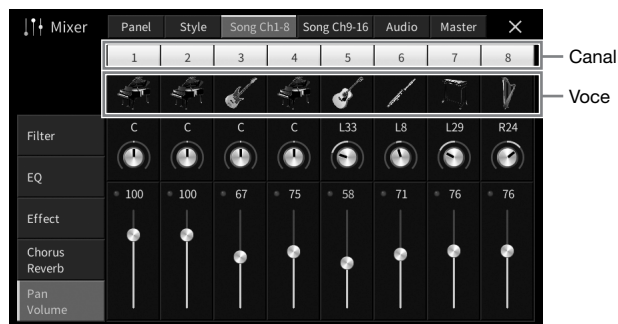 Mixer Panel Style Song Ch1-8 Song Ch9-16 Audio Master ×
1 2 3 4 5 6 7 8 Canal
Voce
Filter
C C C C L33 L8 L29 R24
EQ
100 100 67 75 58 71 76 76
Effect
Chorus
Reverb
Pan
Volume